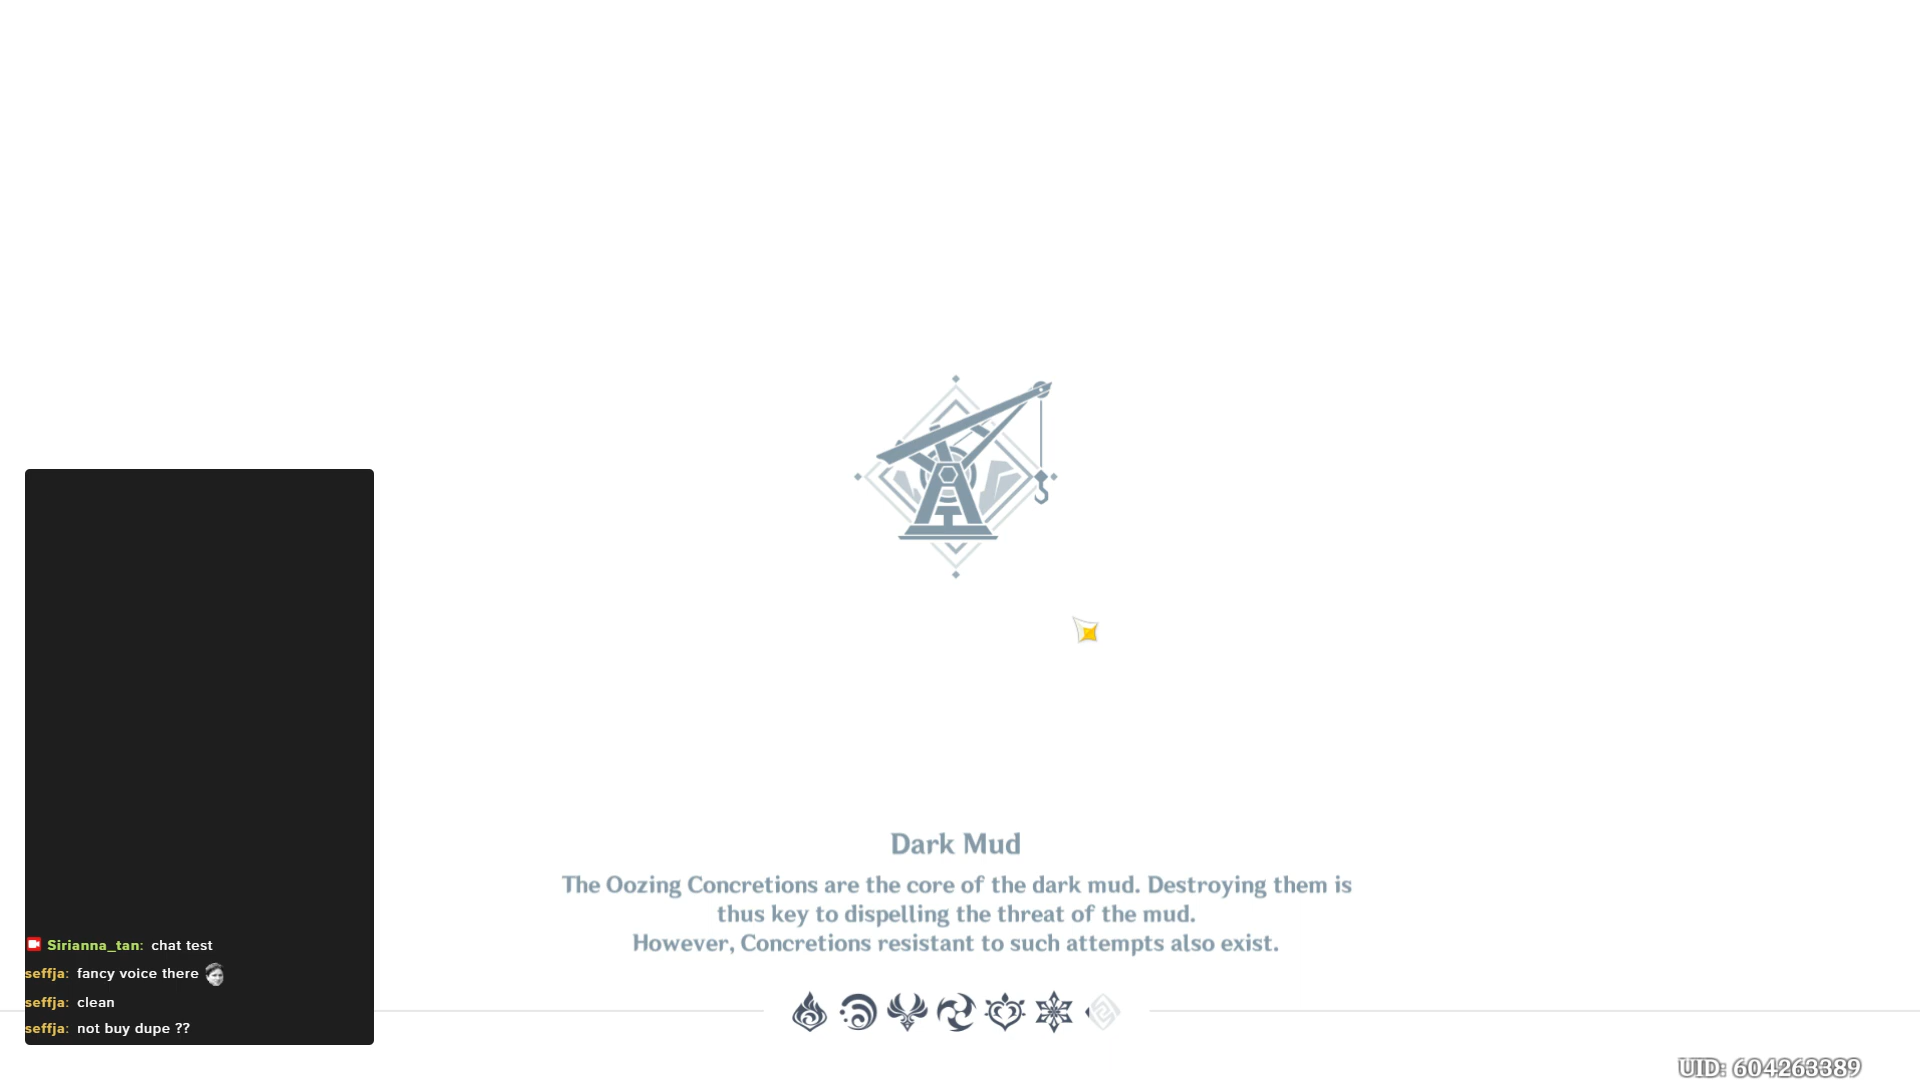 Dark Mud
The Oozing Concretions are the core of the dark mud. Destroying them is
thus key to dispelling the threat of the mud.
However, Concretions resistant to such attempts also exist.
Sirianna_tan: chat test
seffja: fancy voice there
seffja: clean
seffja: not buy dupe ??
UID: 604263389